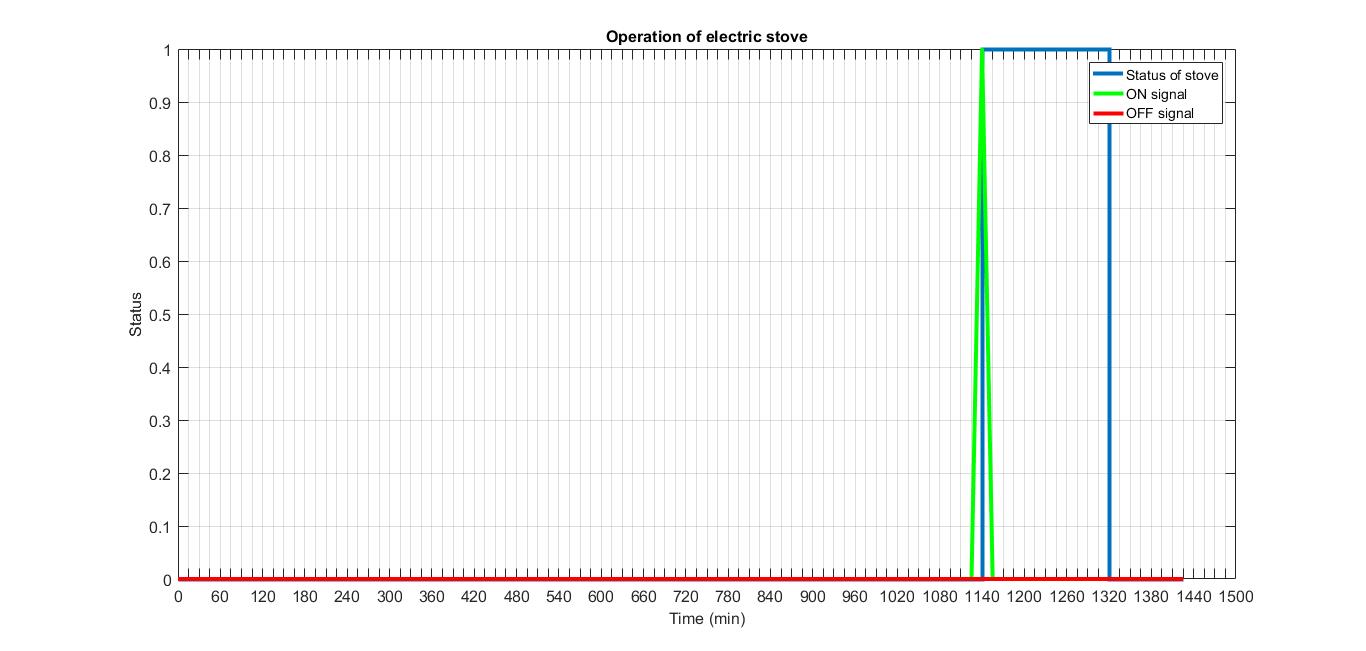 Operation of electric stove
1
0.9
0.8
0.7
0.6
0.5
0.4
0.3
0.2
0.1
0
Status
Status of stove
ON signal
OFF signal
0 60 120 180 240 300 360 420 480 540 600 660 720 780 840 900 960 1020 1080 1140 1200 1260 1320 1380 1440 1500
Time (min)